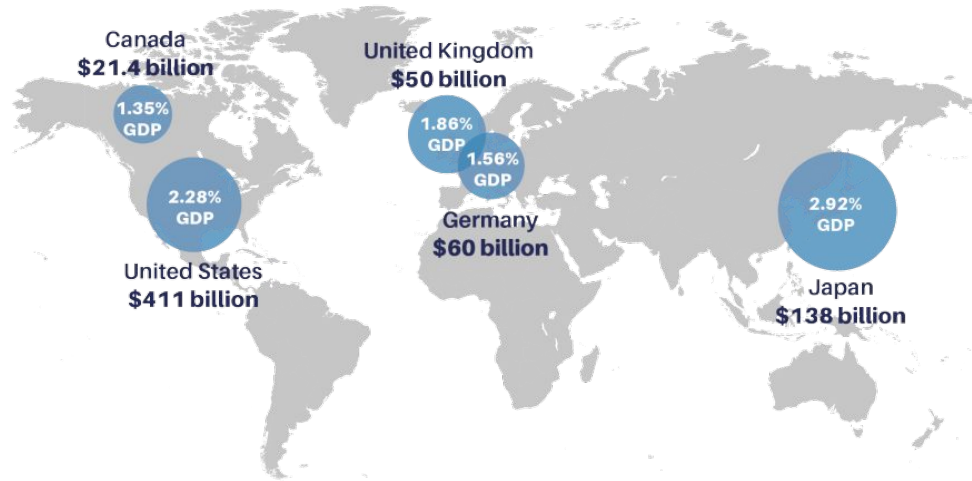 Canada
$21.4 billion
1.35%
GDP
United Kingdom
$50 billion
1.86%
GDP
1.56%
GDP
Germany
$60 billion
2.28%
GDP
United States
$411 billion
2.92%
GDP
Japan
$138 billion